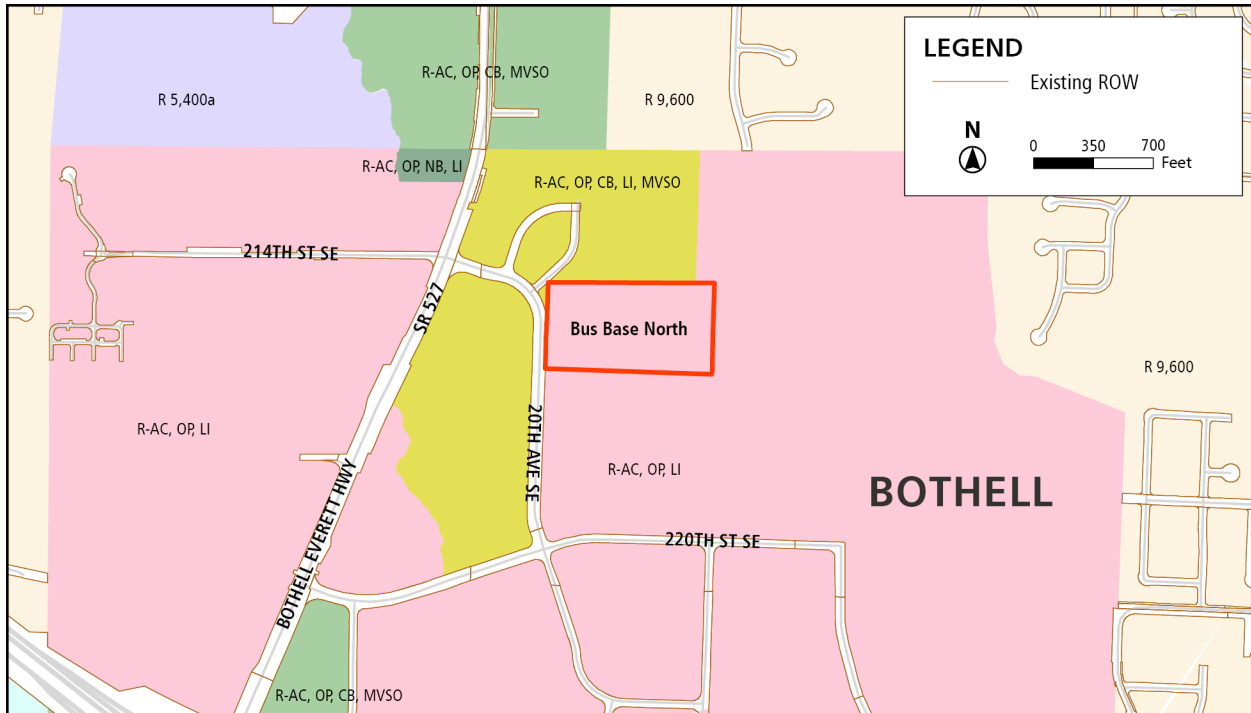 LEGEND
Existing ROW
N
0 350 700
Feet
R-AC, OP, CB, MVSO
R 5,400a
R 9,600
R-AC, OP, NB, LI
R-AC, OP, CB, LI, MVSO
214TH ST SE
SR 527
Bus Base North
R 9,600
R-AC, OP, LI
20TH AVE SE
R-AC, OP, LI
BOTHELL
BOTHELL EVERETT HWY
220TH ST SE
R-AC, OP, CB, MVSO